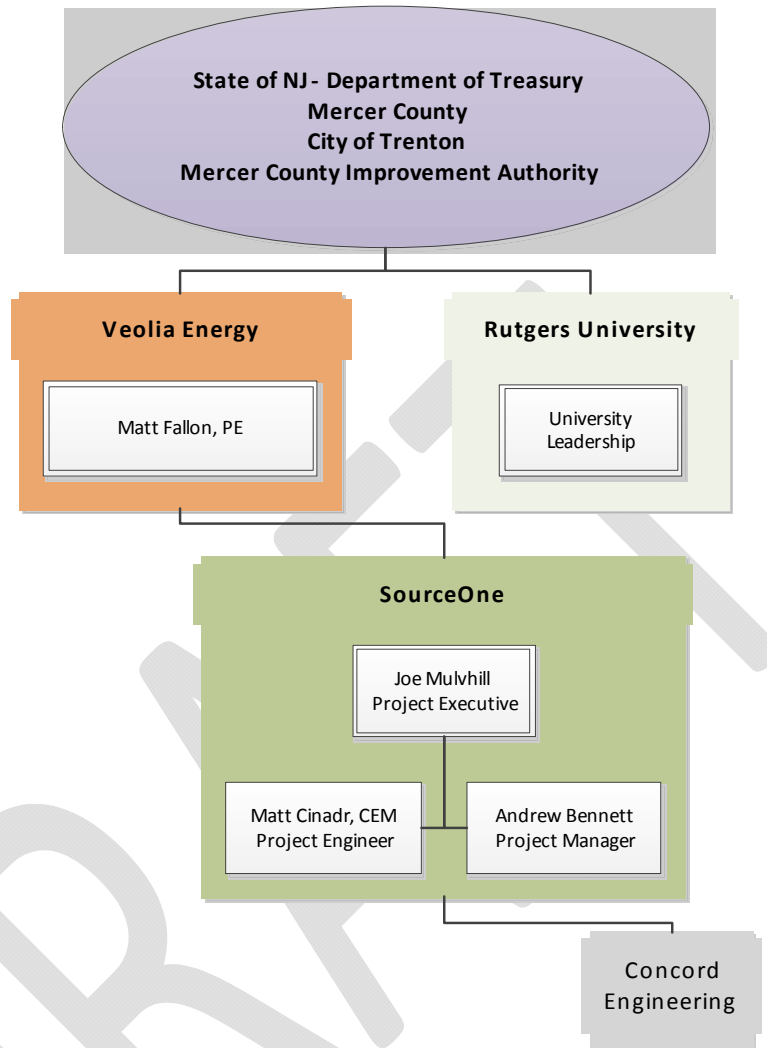 State of NJ - Department of Treasury
Mercer County
City of Trenton
Mercer County Improvement Authority
Veolia Energy
Matt Fallon, PE
Rutgers University
University
Leadership
SourceOne
Joe Mulvhill
Project Executive
Matt Cinadr, CEM
Project Engineer
Andrew Bennett
Project Manager
Concord
Engineering
DRAFT